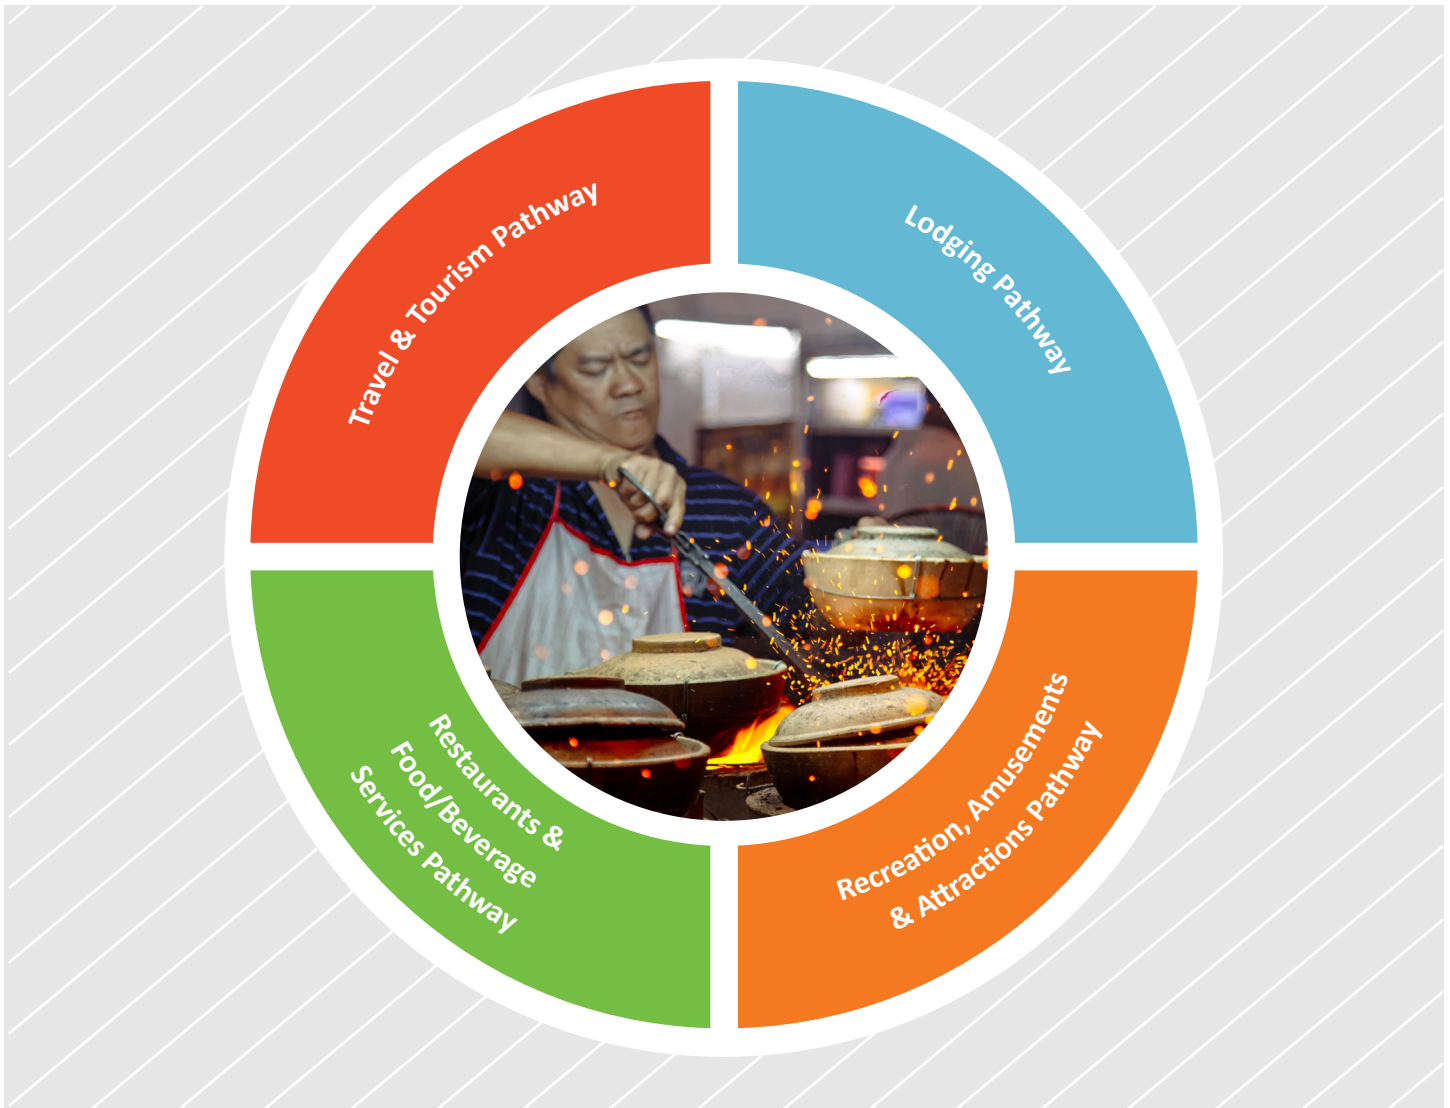 Travel & Tourism Pathway
Lodging Pathway
Restaurants &
Food/Beverage
Services Pathway
Recreation, Amusements
& Attractions Pathway